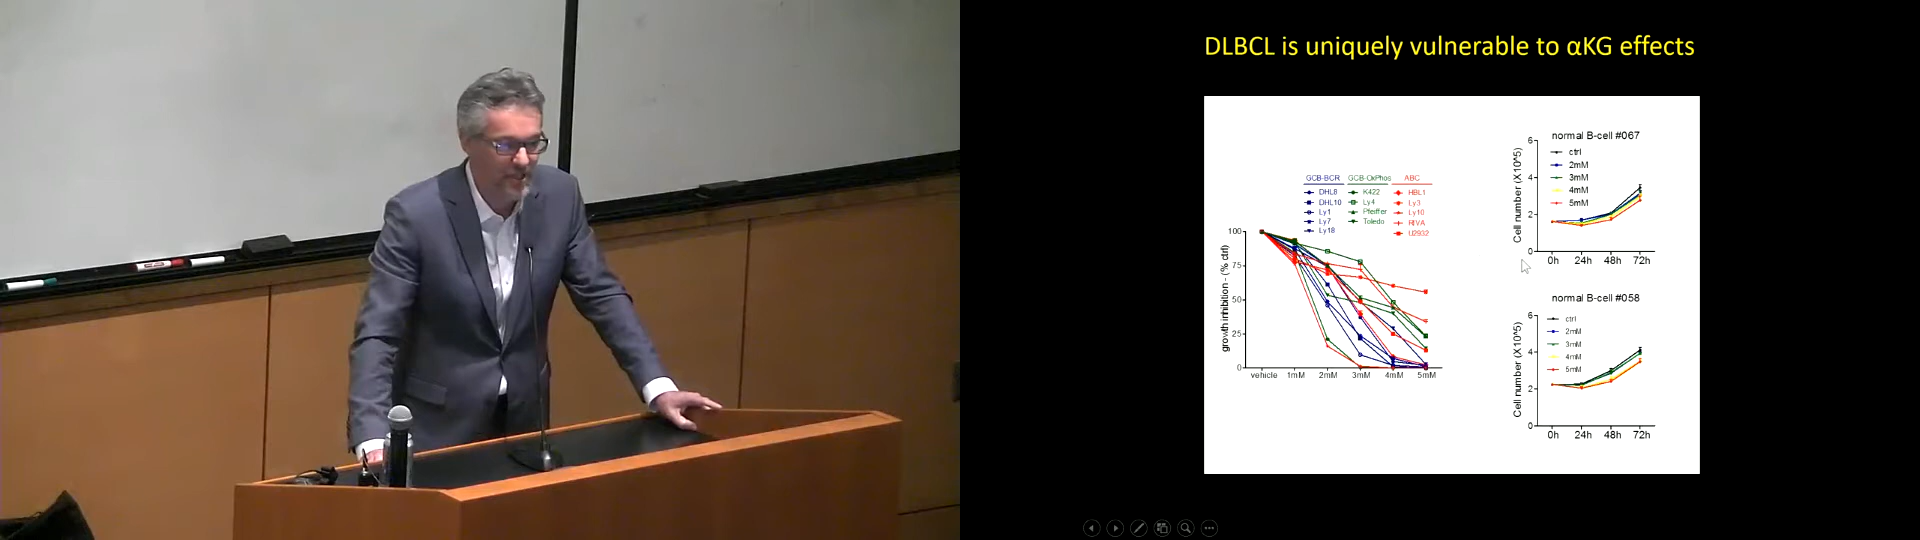 DLBCL is uniquely vulnerable to αKG effects
GCB-BCR GCB-OxPhos ABC
DHL8 K422 HBL1
DHL10 Ly4 Ly3
Ly1 Pfeiffer Ly10
Ly7 Toledo RIVA
Ly18 U2932
growth inhibition - (% ctrl)
100
75
50
25
0
vehicle 1mM 2mM 3mM 4mM 5mM
normal B-cell #067
Cell number (X10^5)
6
4
2
0
ctrl
2mM
3mM
4mM
5mM
0h 24h 48h 72h
normal B-cell #058
Cell number (X10^5)
6
4
2
0
ctrl
2mM
3mM
4mM
5mM
0h 24h 48h 72h